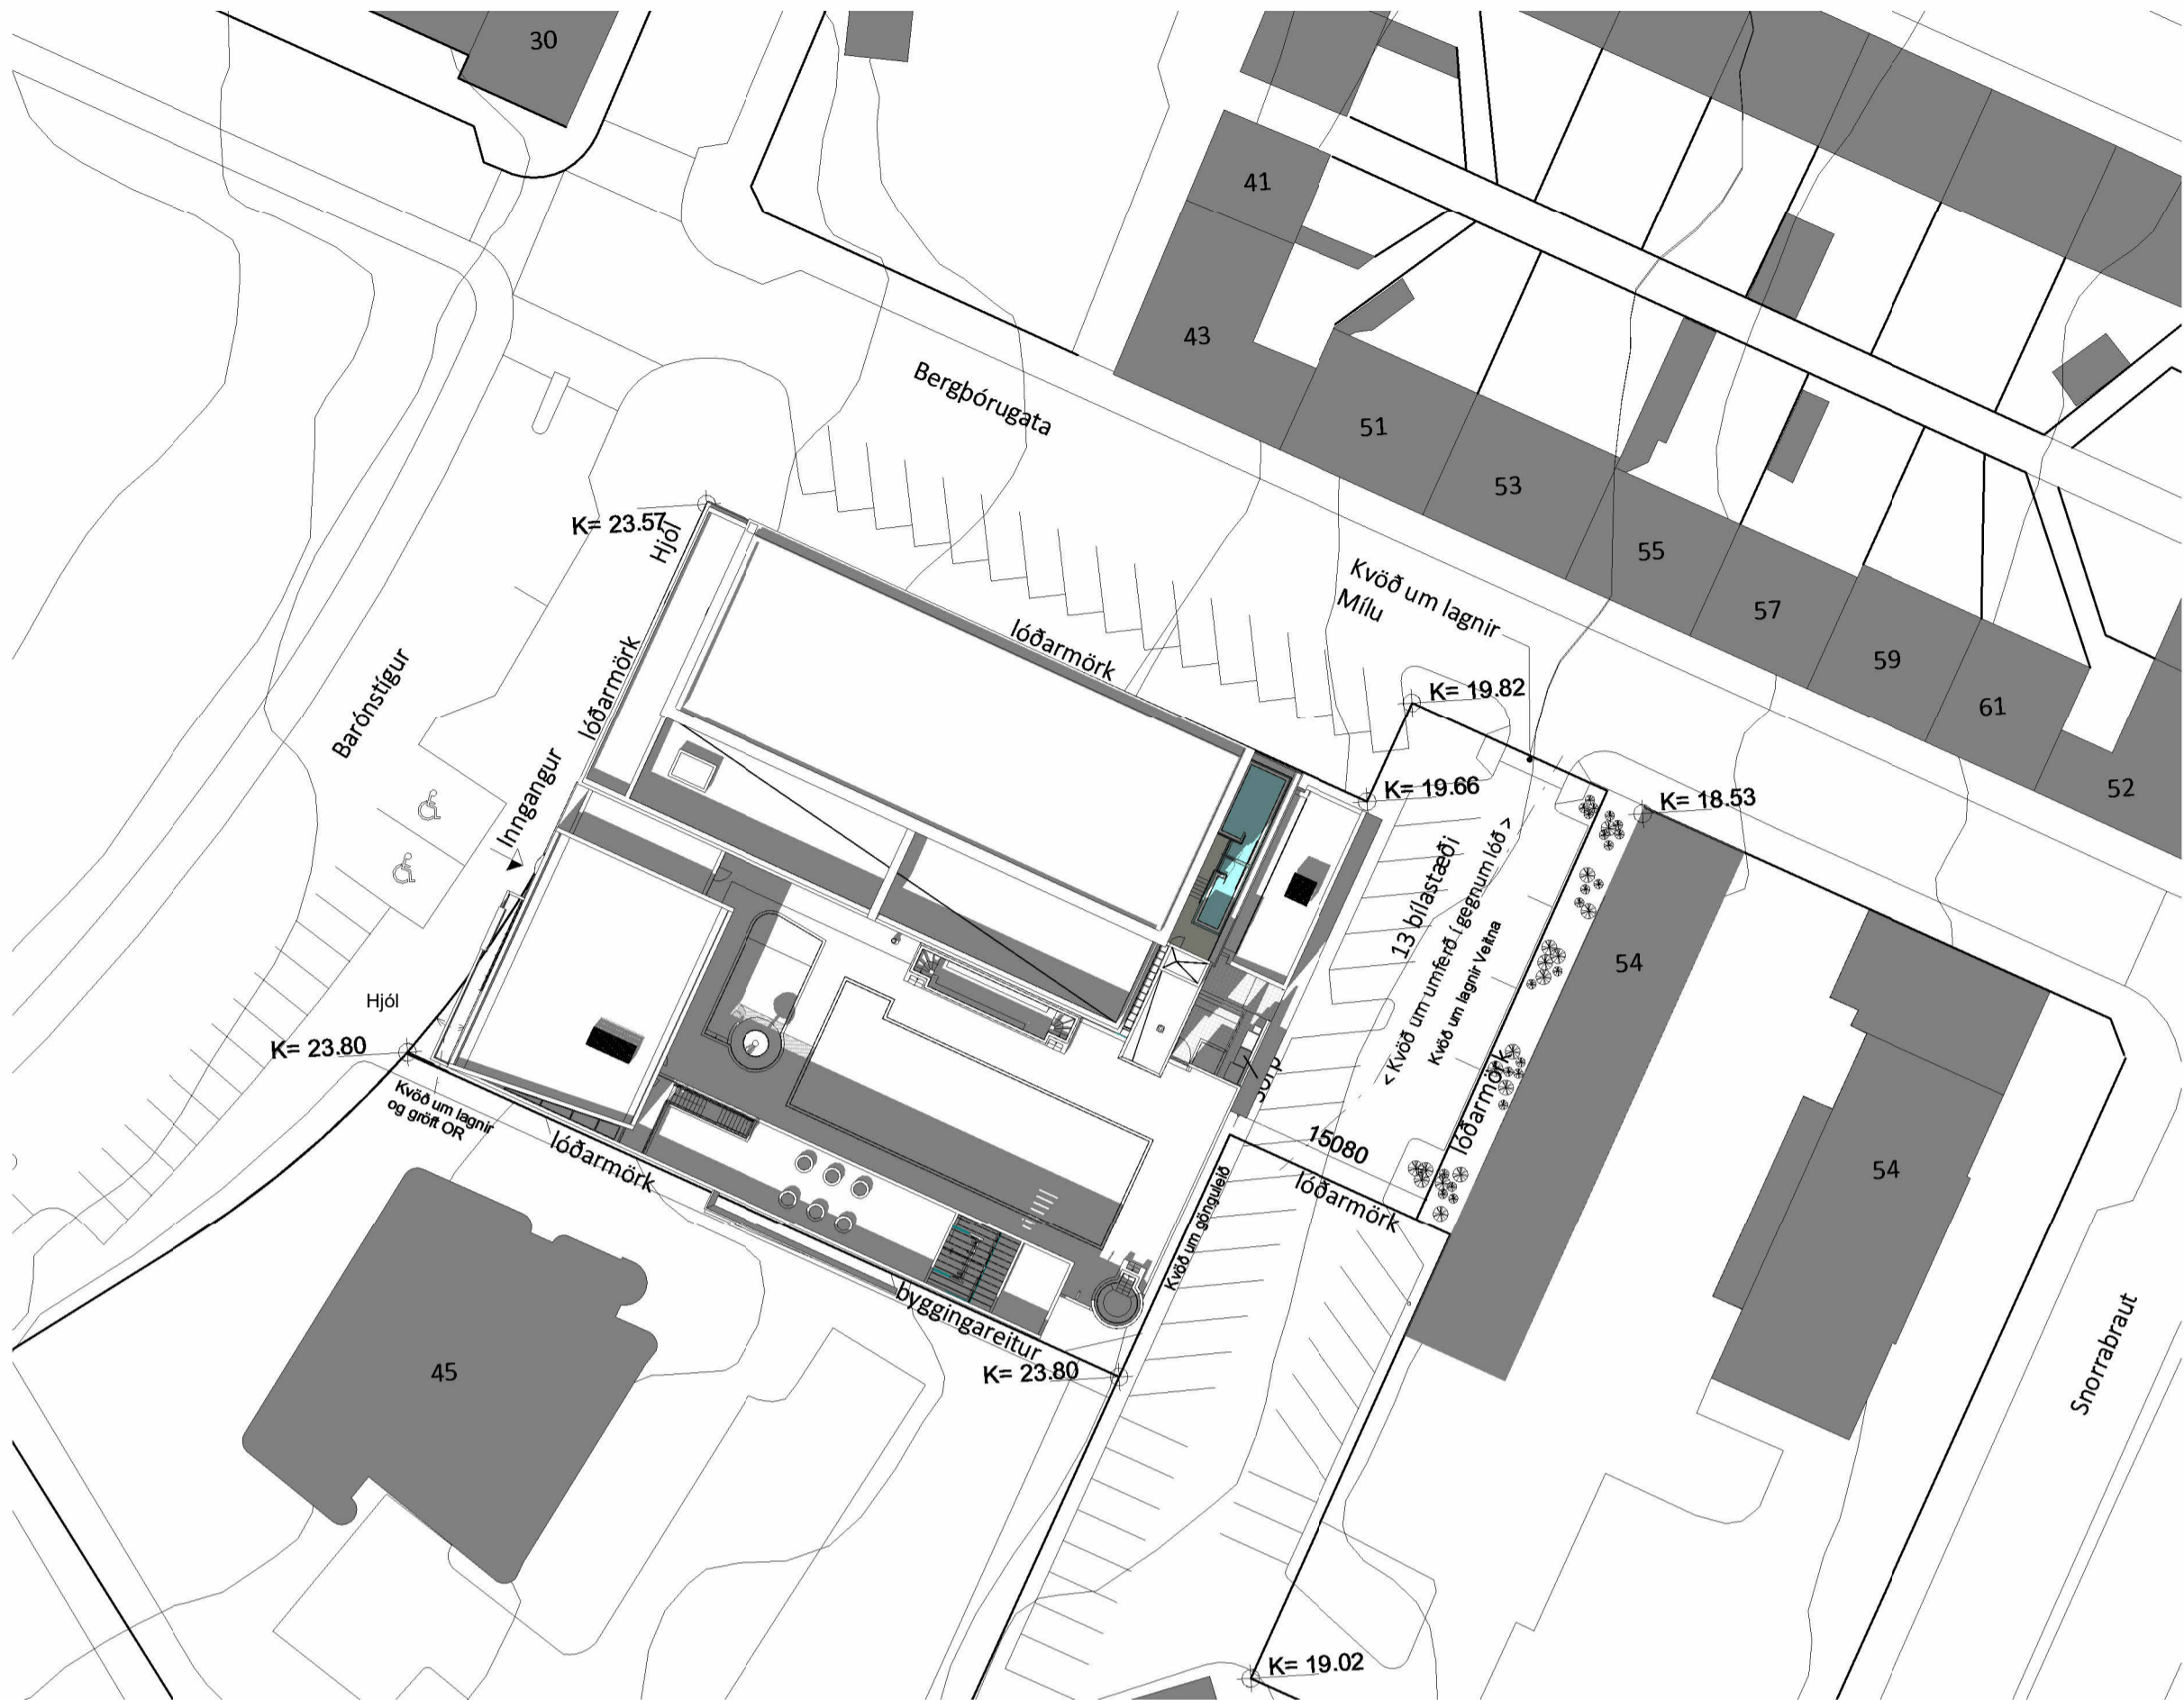 30
41
43
Bergþórugata
51
53
K= 23.57
Hjól
55
Kvöð um lagnir
Mílu
57
lóðarmörk
59
lóðarmörk
Barónstígur
K= 19.82
61
Inngangur
K= 19.66
K= 18.53
52
13 bílastæði
< Kvöð um umferð í gegnum lóð >
Kvöð um lagnir Veitna
54
Hjól
K= 23.80
Kvöð um lagnir
og gröft OR
lóðarmörk
lóðarmörk
15080
lóðarmörk
54
Kvöð um gönguleið
byggingareitur
K= 23.80
45
Snorrabraut
K= 19.02